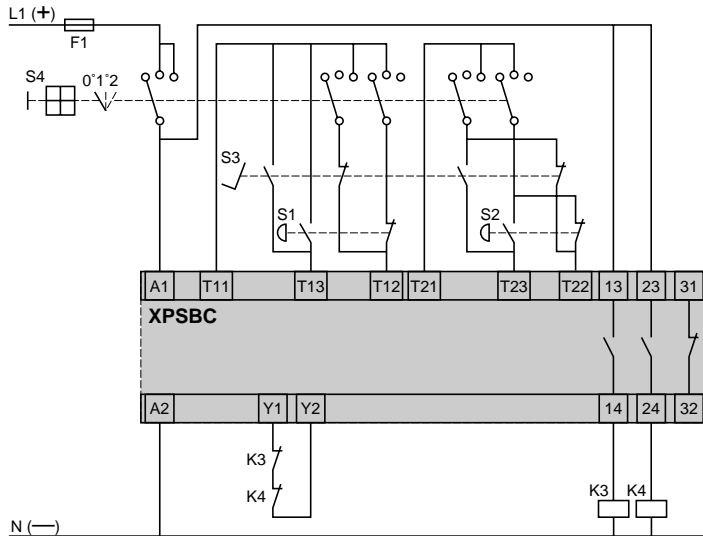 L1 (+)
F1
S4
0°1°2
S3
S1
S2
A1 T11 T13 T12 T21 T23 T22 13 23 31
XPSBC
A2 Y1 Y2 14 24 32
K3
K3 K4
K4
N (—)